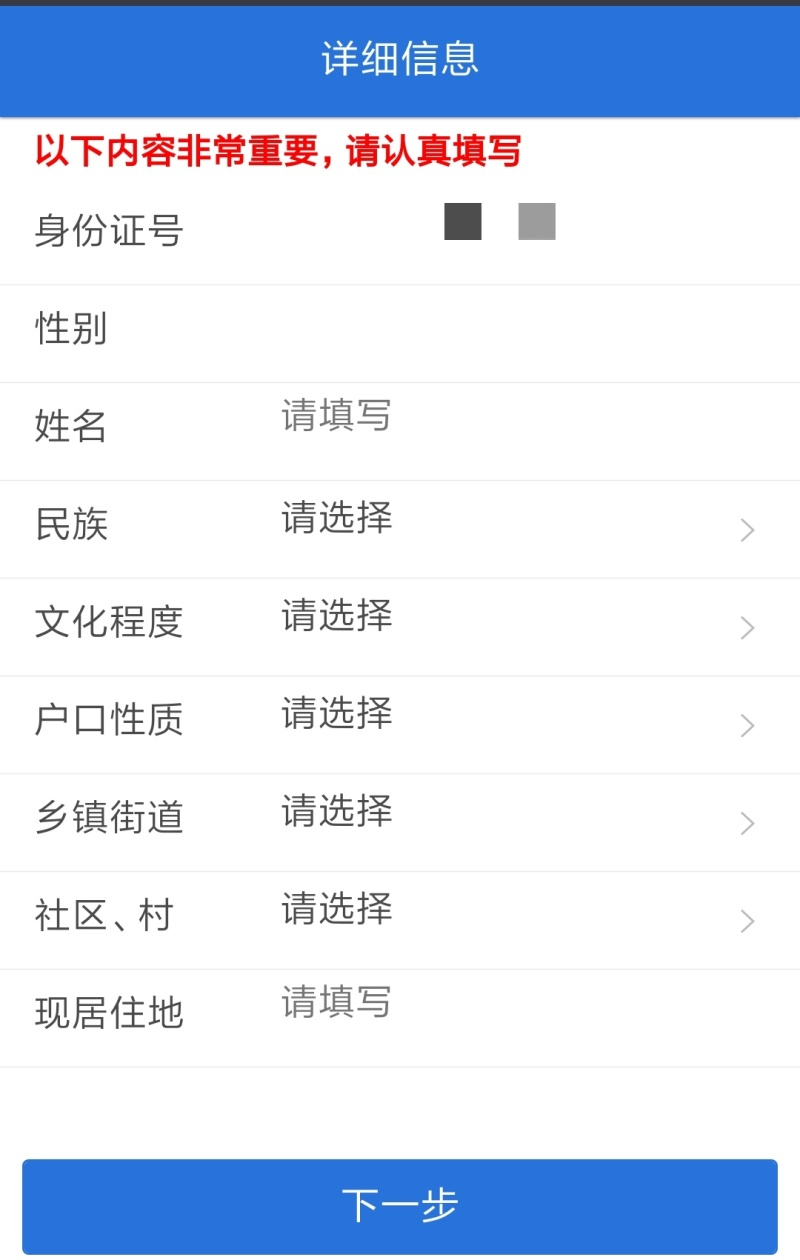 详细信息
以下内容非常重要，请认真填写
身份证号
性别
姓名 请填写
民族 请选择
文化程度 请选择
户口性质 请选择
乡镇街道 请选择
社区、村 请选择
现居住地 请填写
下一步